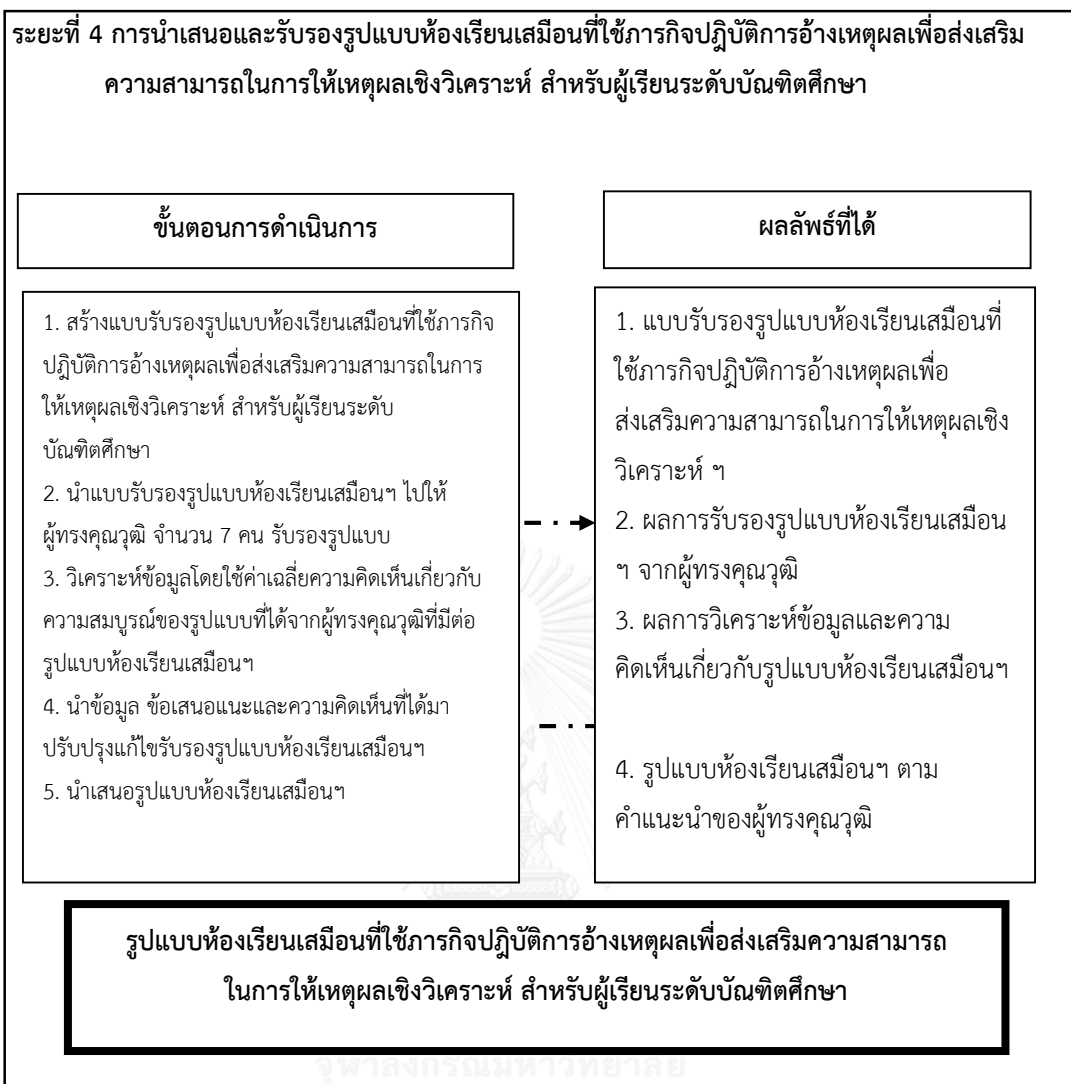 ระยะที่ 4 การนำเสนอและรับรองรูปแบบห้องเรียนเสมือนที่ใช้ภารกิจปฏิบัติการอ้างเหตุผลเพื่อส่งเสริม
ความสามารถในการให้เหตุผลเชิงวิเคราะห์ สำหรับผู้เรียนระดับบัณฑิตศึกษา
ขั้นตอนการดำเนินการ
1. สร้างแบบรับรองรูปแบบห้องเรียนเสมือนที่ใช้ภารกิจ
ปฏิบัติการอ้างเหตุผลเพื่อส่งเสริมความสามารถในการ
ให้เหตุผลเชิงวิเคราะห์ สำหรับผู้เรียนระดับ
บัณฑิตศึกษา
2. นำแบบรับรองรูปแบบห้องเรียนเสมือนฯ ไปให้
ผู้ทรงคุณวุฒิ จำนวน 7 คน รับรองรูปแบบ
3. วิเคราะห์ข้อมูลโดยใช้ค่าเฉลี่ยความคิดเห็นเกี่ยวกับ
ความสมบูรณ์ของรูปแบบที่ได้จากผู้ทรงคุณวุฒิที่มีต่อ
รูปแบบห้องเรียนเสมือนฯ
4. นำข้อมูล ข้อเสนอแนะและความคิดเห็นที่ได้มา
ปรับปรุงแก้ไขรับรองรูปแบบห้องเรียนเสมือนฯ
5. นำเสนอรูปแบบห้องเรียนเสมือนฯ
ผลลัพธ์ที่ได้
1. แบบรับรองรูปแบบห้องเรียนเสมือนที่
ใช้ภารกิจปฏิบัติการอ้างเหตุผลเพื่อ
ส่งเสริมความสามารถในการให้เหตุผลเชิง
วิเคราะห์ ฯ
2. ผลการรับรองรูปแบบห้องเรียนเสมือน
ฯ จากผู้ทรงคุณวุฒิ
3. ผลการวิเคราะห์ข้อมูลและความ
คิดเห็นเกี่ยวกับรูปแบบห้องเรียนเสมือนฯ
4. รูปแบบห้องเรียนเสมือนฯ ตาม
คำแนะนำของผู้ทรงคุณวุฒิ
รูปแบบห้องเรียนเสมือนที่ใช้ภารกิจปฏิบัติการอ้างเหตุผลเพื่อส่งเสริมความสามารถ
ในการให้เหตุผลเชิงวิเคราะห์ สำหรับผู้เรียนระดับบัณฑิตศึกษา
จุฬาลงกรณ์มหาวิทยาลัย